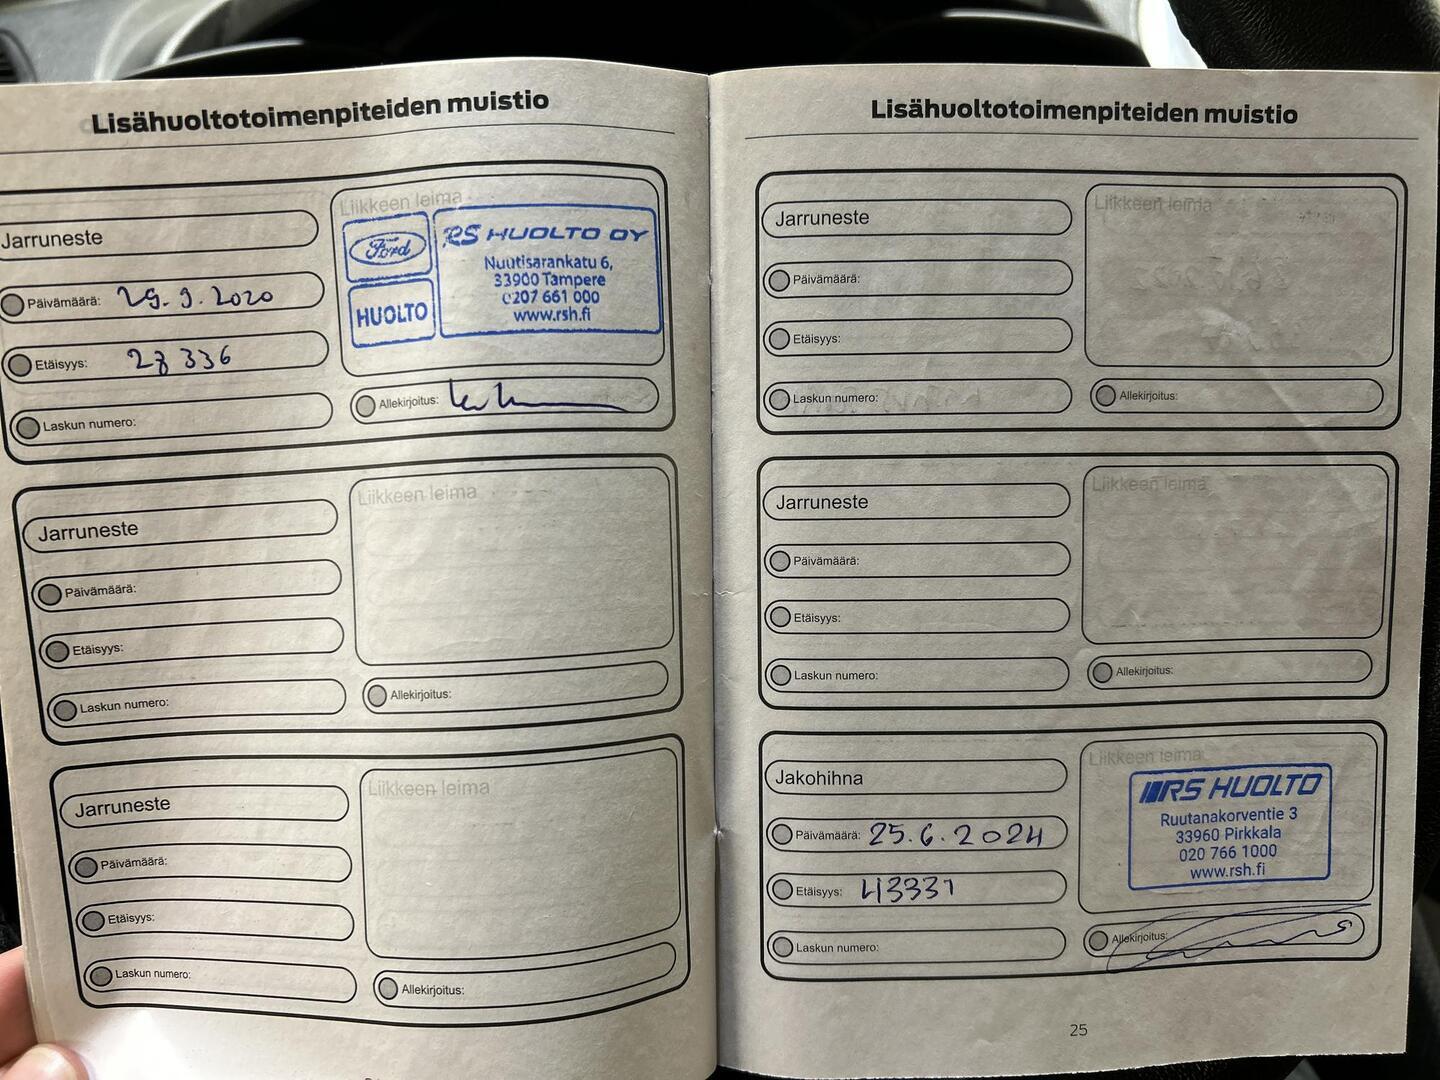 Lisähuoltotoimenpiteiden muistio
Jarruneste
Päivämäärä: 29.9.2020
Etäisyys: 28 336
Laskun numero:
Liikkeen leima
Ford
HUOLTO
RS HUOLTO OY
Nuutisarankatu 6,
33900 Tampere
0207 661 000
www.rsh.fi
Allekirjoitus:
Jarruneste
Päivämäärä:
Etäisyys:
Laskun numero:
Liikkeen leima
Allekirjoitus:
Jarruneste
Päivämäärä:
Etäisyys:
Laskun numero:
Liikkeen leima
Allekirjoitus:
Lisähuoltotoimenpiteiden muistio
Jarruneste
Päivämäärä:
Etäisyys:
Laskun numero:
Liikkeen leima
Allekirjoitus:
Jarruneste
Päivämäärä:
Etäisyys:
Laskun numero:
Liikkeen leima
Allekirjoitus:
Jakohihna
Päivämäärä: 25.6.2024
Etäisyys: 43331
Laskun numero:
Liikkeen leima
RS HUOLTO
Ruutanakorventie 3
33960 Pirkkala
020 766 1000
www.rsh.fi
Allekirjoitus:
25